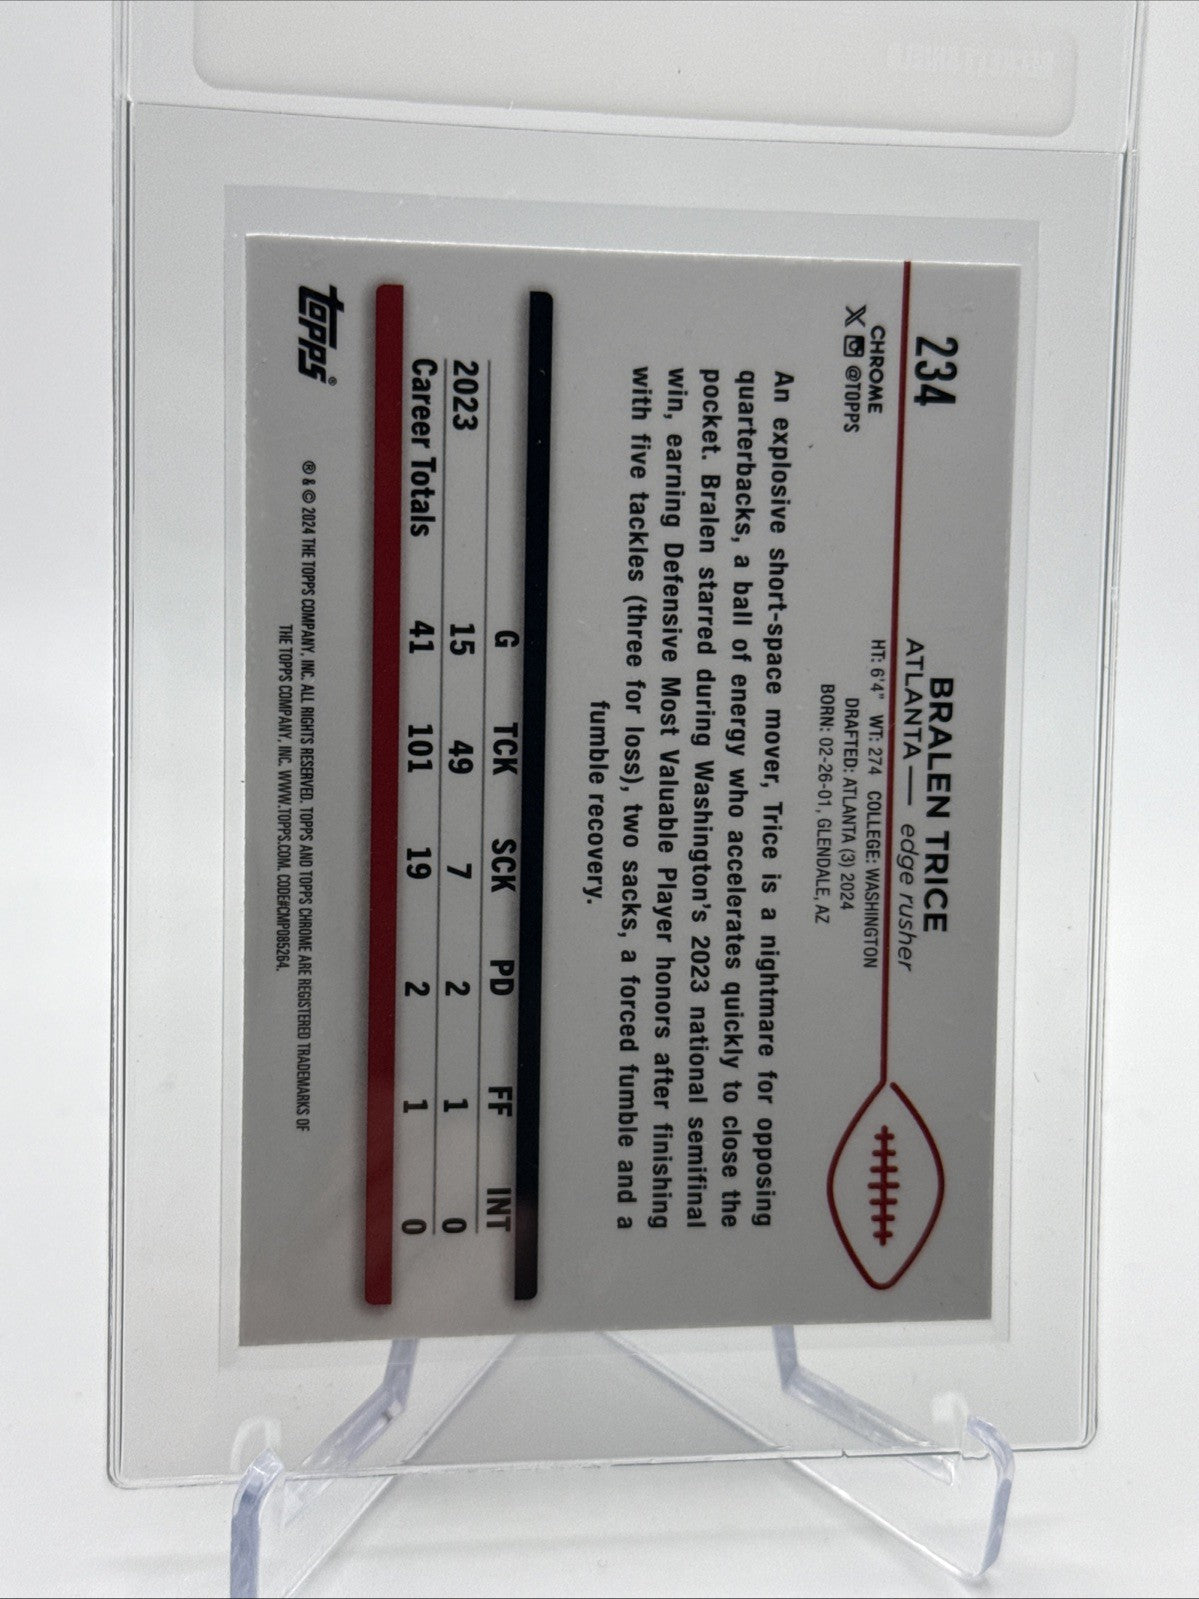 234
BRALEN TRICE
ATLANTA — edge rusher
CHROME
X @TOPPS
HT: 6'4" WT: 274 COLLEGE: WASHINGTON
DRAFTED: ATLANTA (3) 2024
BORN: 02-26-01, GLENDALE, AZ
An explosive short-space mover, Trice is a nightmare for opposing
quarterbacks, a ball of energy who accelerates quickly to close the
pocket. Bralen starred during Washington's 2023 national semifinal
win, earning Defensive Most Valuable Player honors after finishing
with five tackles (three for loss), two sacks, a forced fumble and a
fumble recovery.
G TCK SCK PD FF INT
2023 15 49 7 2 1 0
Career Totals 41 101 19 2 1 0
topps®
® & © 2024 THE TOPPS COMPANY, INC. ALL RIGHTS RESERVED. TOPPS AND TOPPS CHROME ARE REGISTERED TRADEMARKS OF
THE TOPPS COMPANY, INC. WWW.TOPPS.COM. CODE#CMP085264.